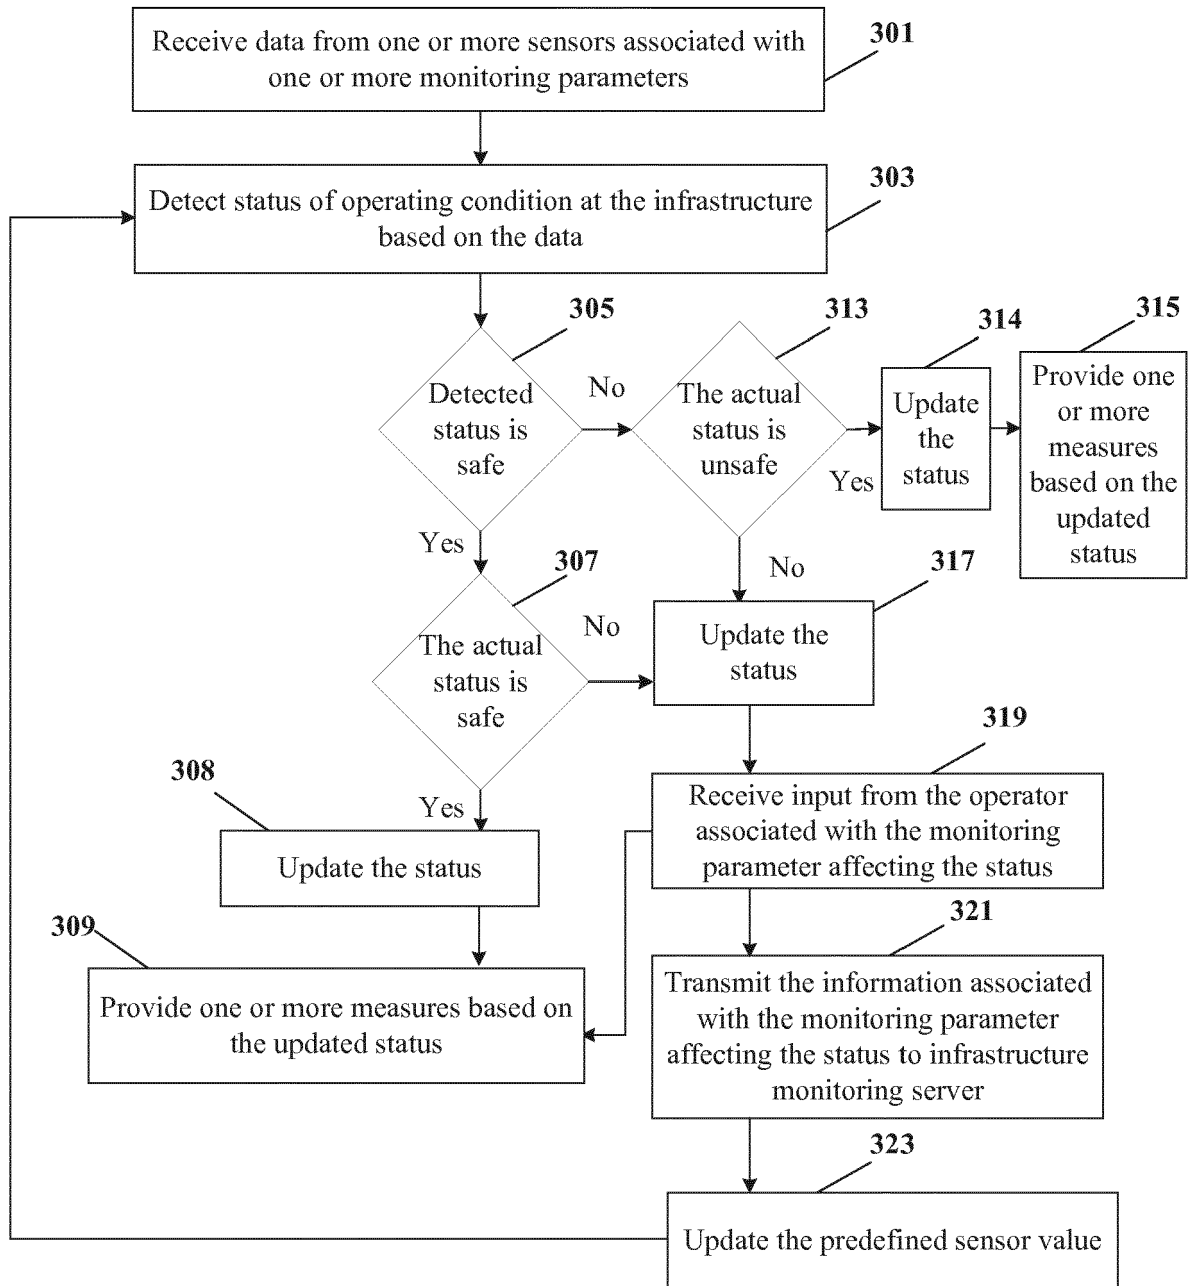 Receive data from one or more sensors associated with
one or more monitoring parameters
301
Detect status of operating condition at the infrastructure
based on the data
303
305
Detected
status is
safe
No
313
The actual
status is
unsafe
Yes
314
Update
the
status
315
Provide one
or more
measures
based on the
updated
status
Yes
307
The actual
status is
safe
No
No
317
Update the
status
319
Receive input from the operator
associated with the monitoring
parameter affecting the status
308
Yes
Update the status
309
Provide one or more measures based on
the updated status
321
Transmit the information associated
with the monitoring parameter
affecting the status to infrastructure
monitoring server
323
Update the predefined sensor value